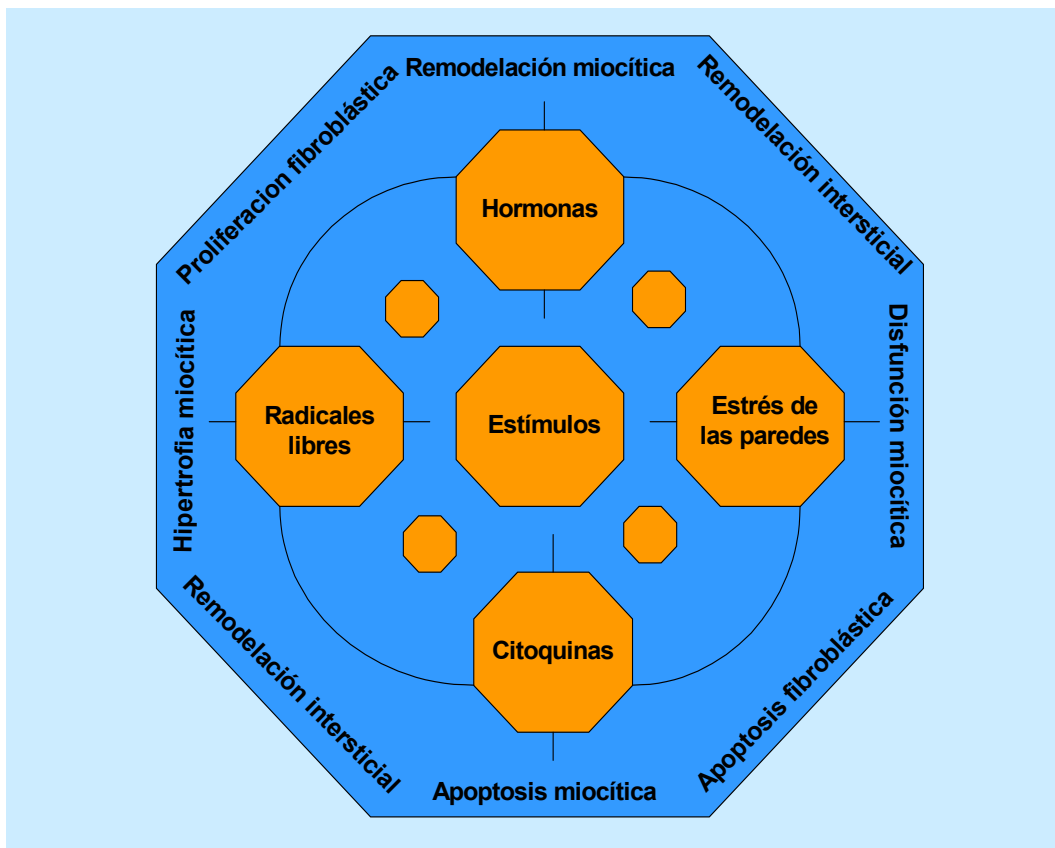 Remodelación miocítica
Proliferacion fibroblástica
Remodelación intersticial
Hormonas
Hipertrofia miocítica
Radicales
libres
Estímulos
Estrés de
las paredes
Disfunción miocítica
Citoquinas
Remodelación intersticial
Apoptosis miocítica
Apoptosis fibroblástica